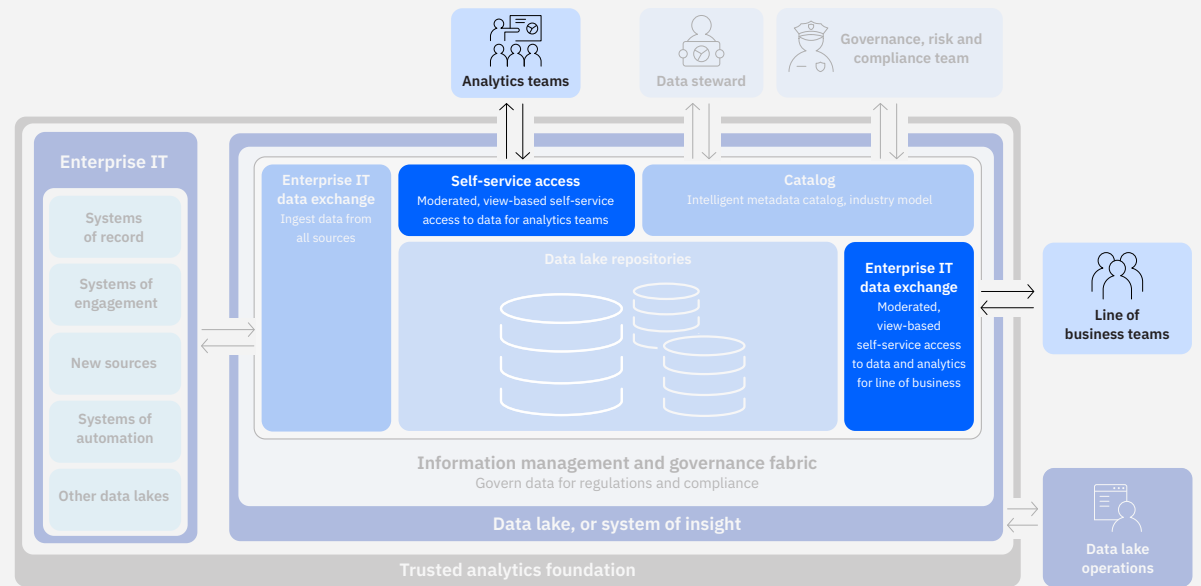 Analytics teams
Data steward
Governance, risk and
compliance team
Enterprise IT
Systems
of record
Systems of
engagement
New sources
Systems of
automation
Other data lakes
Enterprise IT
data exchange
Ingest data from
all sources
Self-service access
Moderated, view-based self-service
access to data for analytics teams
Catalog
Intelligent metadata catalog, industry model
Data lake repositories
Enterprise IT
data exchange
Moderated,
view-based
self-service access
to data and analytics
for line of business
Line of
business teams
Information management and governance fabric
Govern data for regulations and compliance
Data lake, or system of insight
Trusted analytics foundation
Data lake
operations